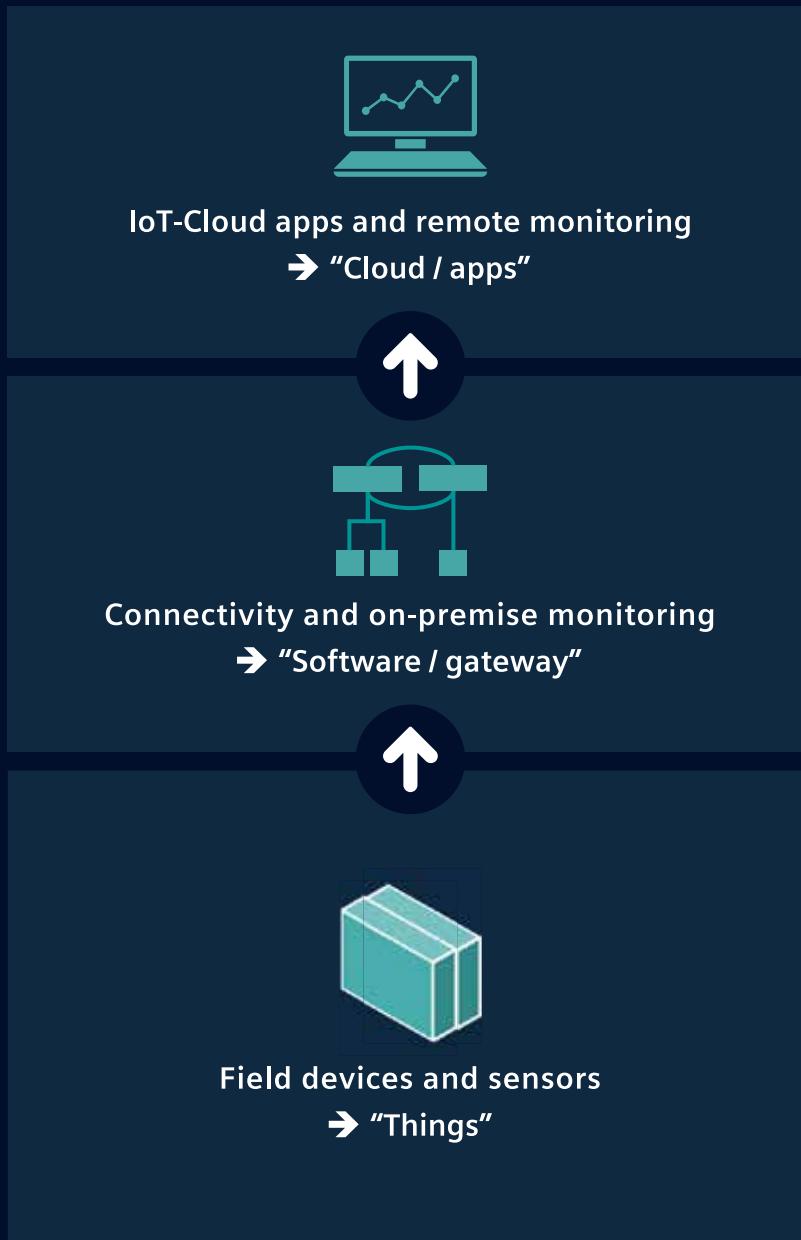 IoT-Cloud apps and remote monitoring
➔ “Cloud / apps”
Connectivity and on-premise monitoring
➔ “Software / gateway”
Field devices and sensors
➔ “Things”